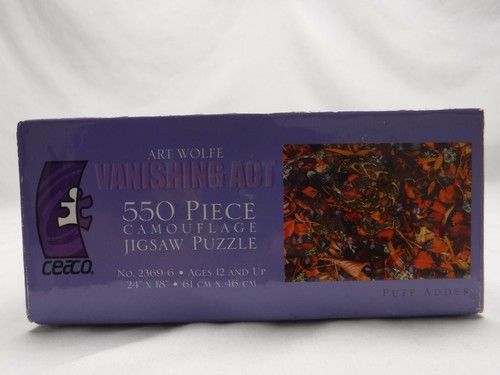 ART WOLFE
VANISHING ACT
550 PIECE
CAMOUFLAGE
JIGSAW PUZZLE
NO. 2369-6 • AGES 12 AND UP
24" X 18" • 61 CM X 46 CM
ceaco.
PUFF ADDER